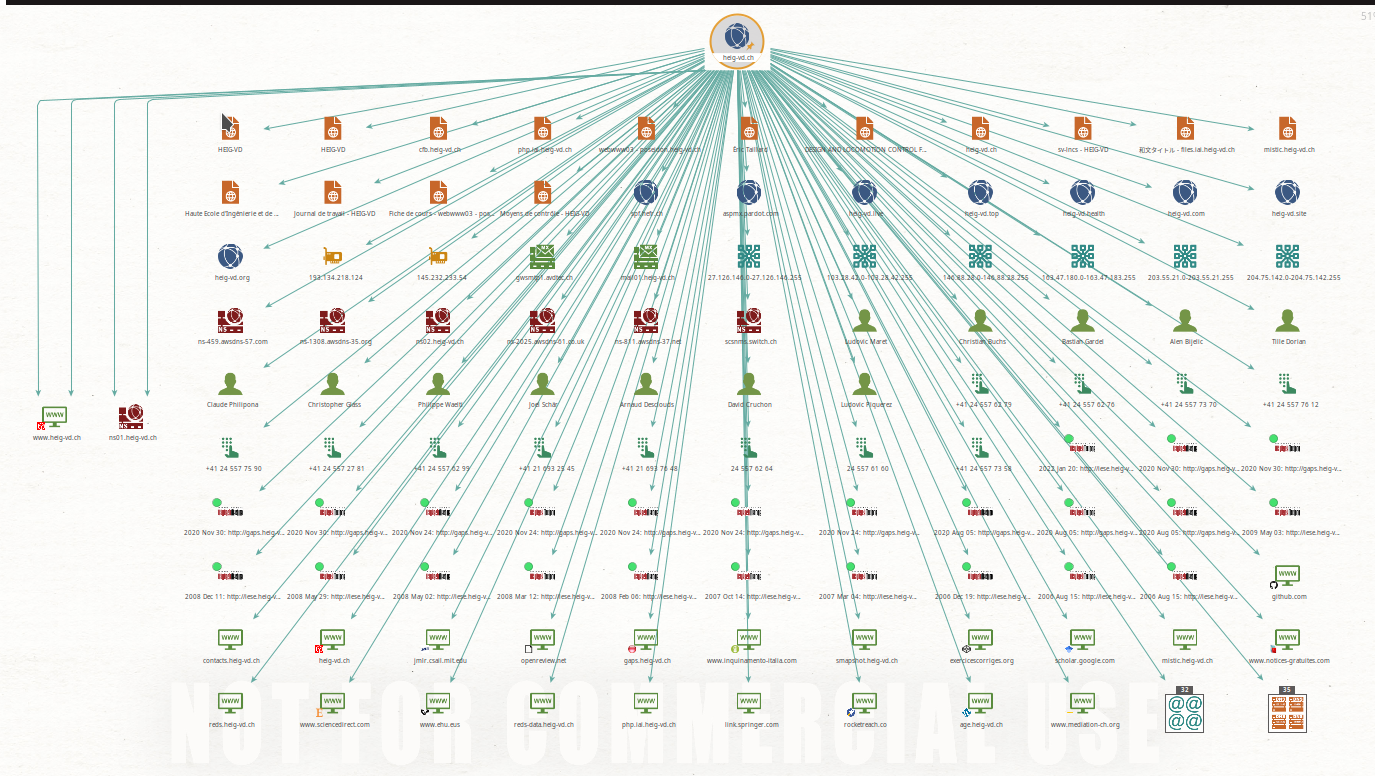 51%
heig-vd.ch
HEIG-VD
HEIG-VD
cfb.heig-vd.ch
php.iai.heig-vd.ch
webwww03 - poseidon.heig-vd.ch
Eric Taillard
DESIGN AND LOCOMOTION CONTROL F...
heig-vd.ch
sv-incs - HEIG-VD
和文タイトル - files.iai.heig-vd.ch
mistic.heig-vd.ch
Haute Ecole d'Ingénierie et de ...
Journal de travail - HEIG-VD
Fiche de cours - webwww03 - pos...
Moyens de contrôle - HEIG-VD
spf.hefr.ch
aspmx.pardot.com
heig-vd.live
heig-vd.top
heig-vd.health
heig-vd.com
heig-vd.site
heig-vd.org
193.134.218.124
145.232.233.54
mail01.heig-vd.ch
27.126.146.0-27.126.146.255
103.28.42.0-103.28.42.255
146.88.28.0-146.88.28.255
163.47.180.0-163.47.183.255
203.55.21.0-203.55.21.255
204.75.142.0-204.75.142.255
ns-459.awsdns-57.com
ns-1308.awsdns-35.org
ns02.heig-vd.ch
ns-2025.awsdns-61.co.uk
ns-811.awsdns-37.net
scsnms.switch.ch
Ludovic Maret
Christian Buchs
Bastian Gardel
Alen Bijelic
Tille Dorian
Claude Philipona
Christopher Glass
Philippe Waelti
Joel Schär
Arnaud Desclouds
David Cruchon
Ludovic Piquerez
+41 24 557 62 79
+41 24 557 62 76
+41 24 557 73 70
+41 24 557 76 12
www.heig-vd.ch
ns01.heig-vd.ch
+41 24 557 75 90
+41 24 557 27 81
+41 24 557 62 99
+41 21 693 25 45
+41 21 693 76 48
24 557 62 64
24 557 61 60
+41 24 557 73 58
2022 Jan 20: http://iese.heig-v...
2020 Nov 30: http://gaps.heig-v...
2020 Nov 30: http://gaps.heig-v...
2020 Nov 30: http://gaps.heig-v...
2020 Nov 30: http://gaps.heig-v...
2020 Nov 24: http://gaps.heig-v...
2020 Nov 24: http://gaps.heig-v...
2020 Nov 24: http://gaps.heig-v...
2020 Nov 24: http://gaps.heig-v...
2020 Nov 24: http://gaps.heig-v...
2020 Aug 05: http://gaps.heig-v...
2020 Aug 05: http://gaps.heig-v...
2020 Aug 05: http://gaps.heig-v...
2009 May 03: http://iese.heig-v...
2008 Dec 11: http://iese.heig-v...
2008 May 29: http://iese.heig-v...
2008 May 02: http://iese.heig-v...
2008 Mar 12: http://iese.heig-v...
2008 Feb 06: http://iese.heig-v...
2007 Oct 14: http://iese.heig-v...
2007 Mar 04: http://iese.heig-v...
2006 Dec 19: http://iese.heig-v...
2006 Aug 15: http://iese.heig-v...
2006 Aug 15: http://iese.heig-v...
github.com
contacts.heig-vd.ch
heig-vd.ch
jmlr.csail.mit.edu
openreview.net
gaps.heig-vd.ch
www.inquinamento-italia.com
smapshot.heig-vd.ch
exercicescorriges.org
scholar.google.com
mistic.heig-vd.ch
www.notices-gratuites.com
reds.heig-vd.ch
www.sciencedirect.com
www.ehu.eus
reds-data.heig-vd.ch
php.iai.heig-vd.ch
link.springer.com
rocketreach.co
age.heig-vd.ch
www.mediation-ch.org
32
35
NOT FOR COMMERCIAL USE